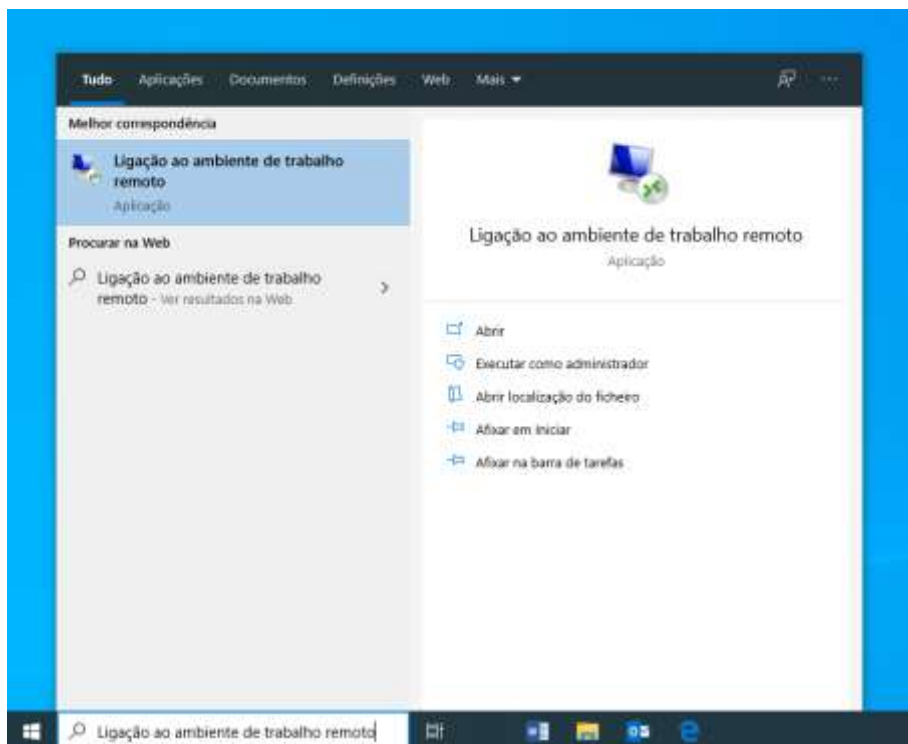 Tudo Aplicações Documentos Definições Web Mais
Melhor correspondência
Ligação ao ambiente de trabalho
remoto
Aplicação
Procurar na Web
Ligação ao ambiente de trabalho
remoto - Ver resultados na Web
Ligação ao ambiente de trabalho remoto
Aplicação
Abrir
Executar como administrador
Abrir localização do ficheiro
Afixar em Iniciar
Afixar na barra de tarefas
Ligação ao ambiente de trabalho remoto